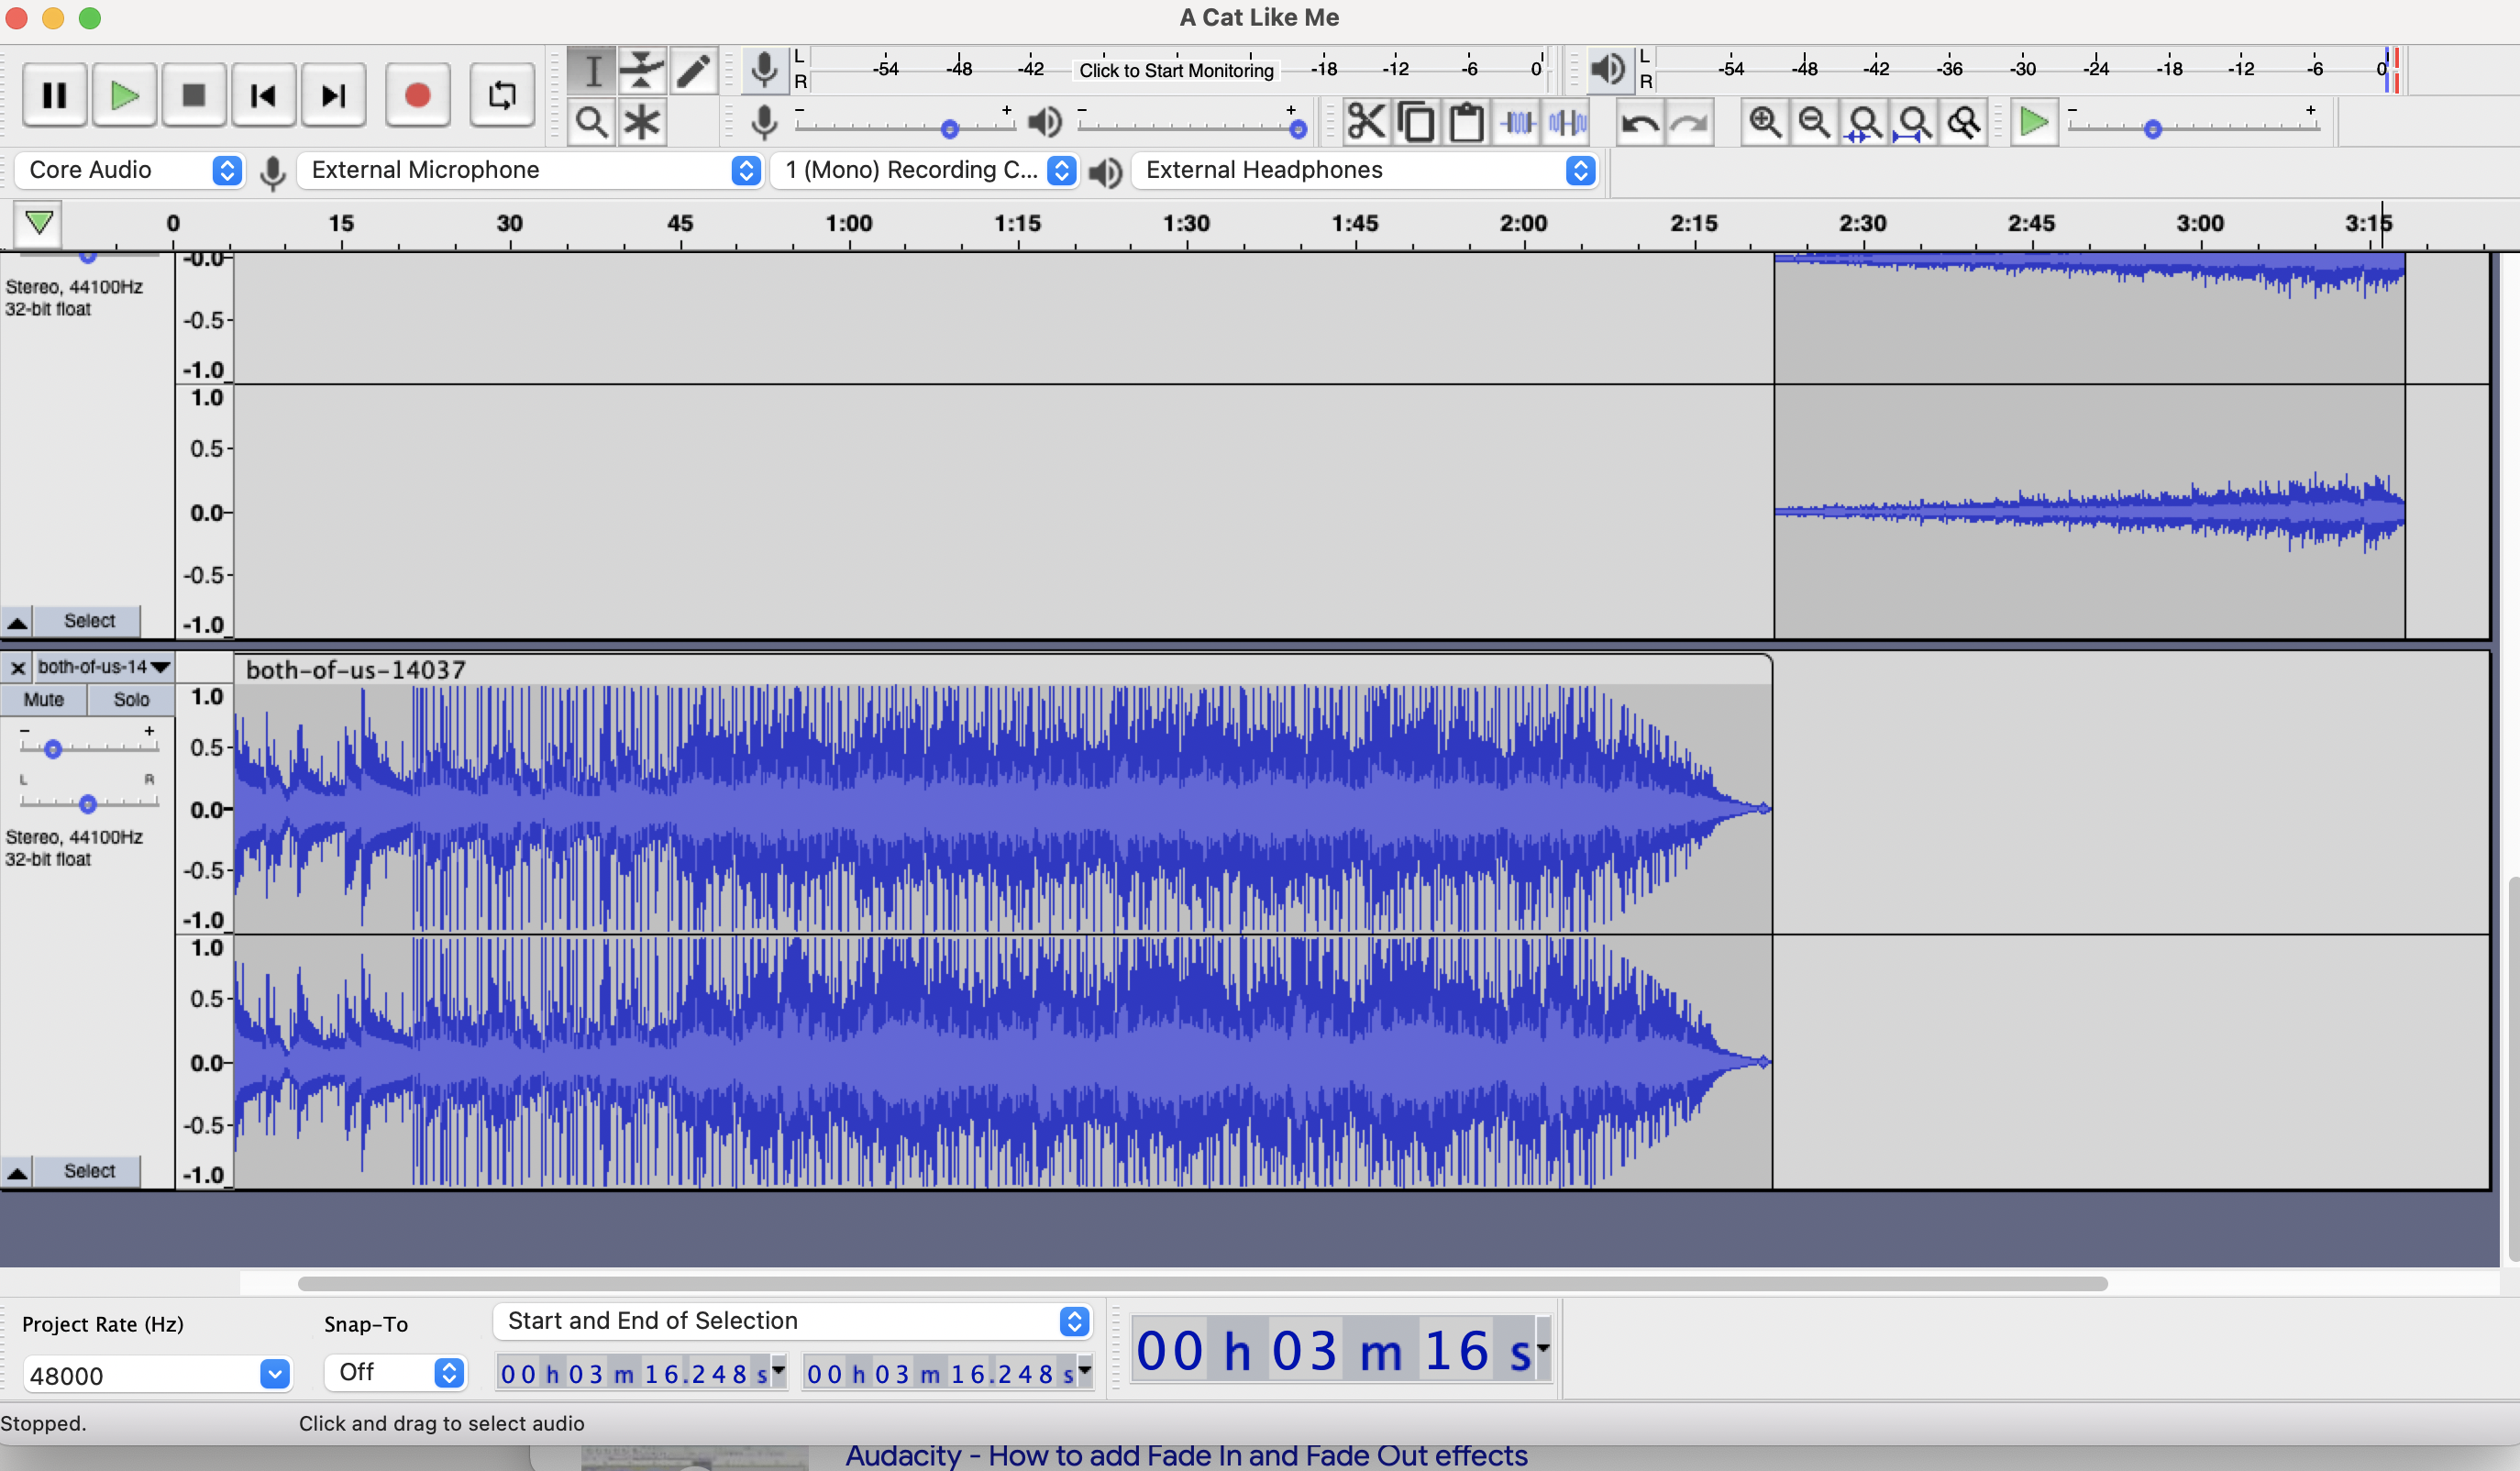 A Cat Like Me
L
R
-54 -48 -42 Click to Start Monitoring -18 -12 -6 0
L
R
-54 -48 -42 -36 -30 -24 -18 -12 -6 0
- + - + - +
Core Audio External Microphone 1 (Mono) Recording C... External Headphones
0 15 30 45 1:00 1:15 1:30 1:45 2:00 2:15 2:30 2:45 3:00 3:15
Stereo, 44100Hz
32-bit float
-0.0
-0.5
-1.0
1.0
0.5
0.0
-0.5
-1.0
Select
both-of-us-14 both-of-us-14037
Mute Solo
- +
L R
Stereo, 44100Hz
32-bit float
1.0
0.5
0.0
-0.5
-1.0
1.0
0.5
0.0
-0.5
-1.0
Select
Project Rate (Hz) Snap-To Start and End of Selection
48000 Off 00 h 03 m 16.248 s 00 h 03 m 16.248 s 00 h 03 m 16 s
Stopped. Click and drag to select audio
Audacity - How to add Fade In and Fade Out effects